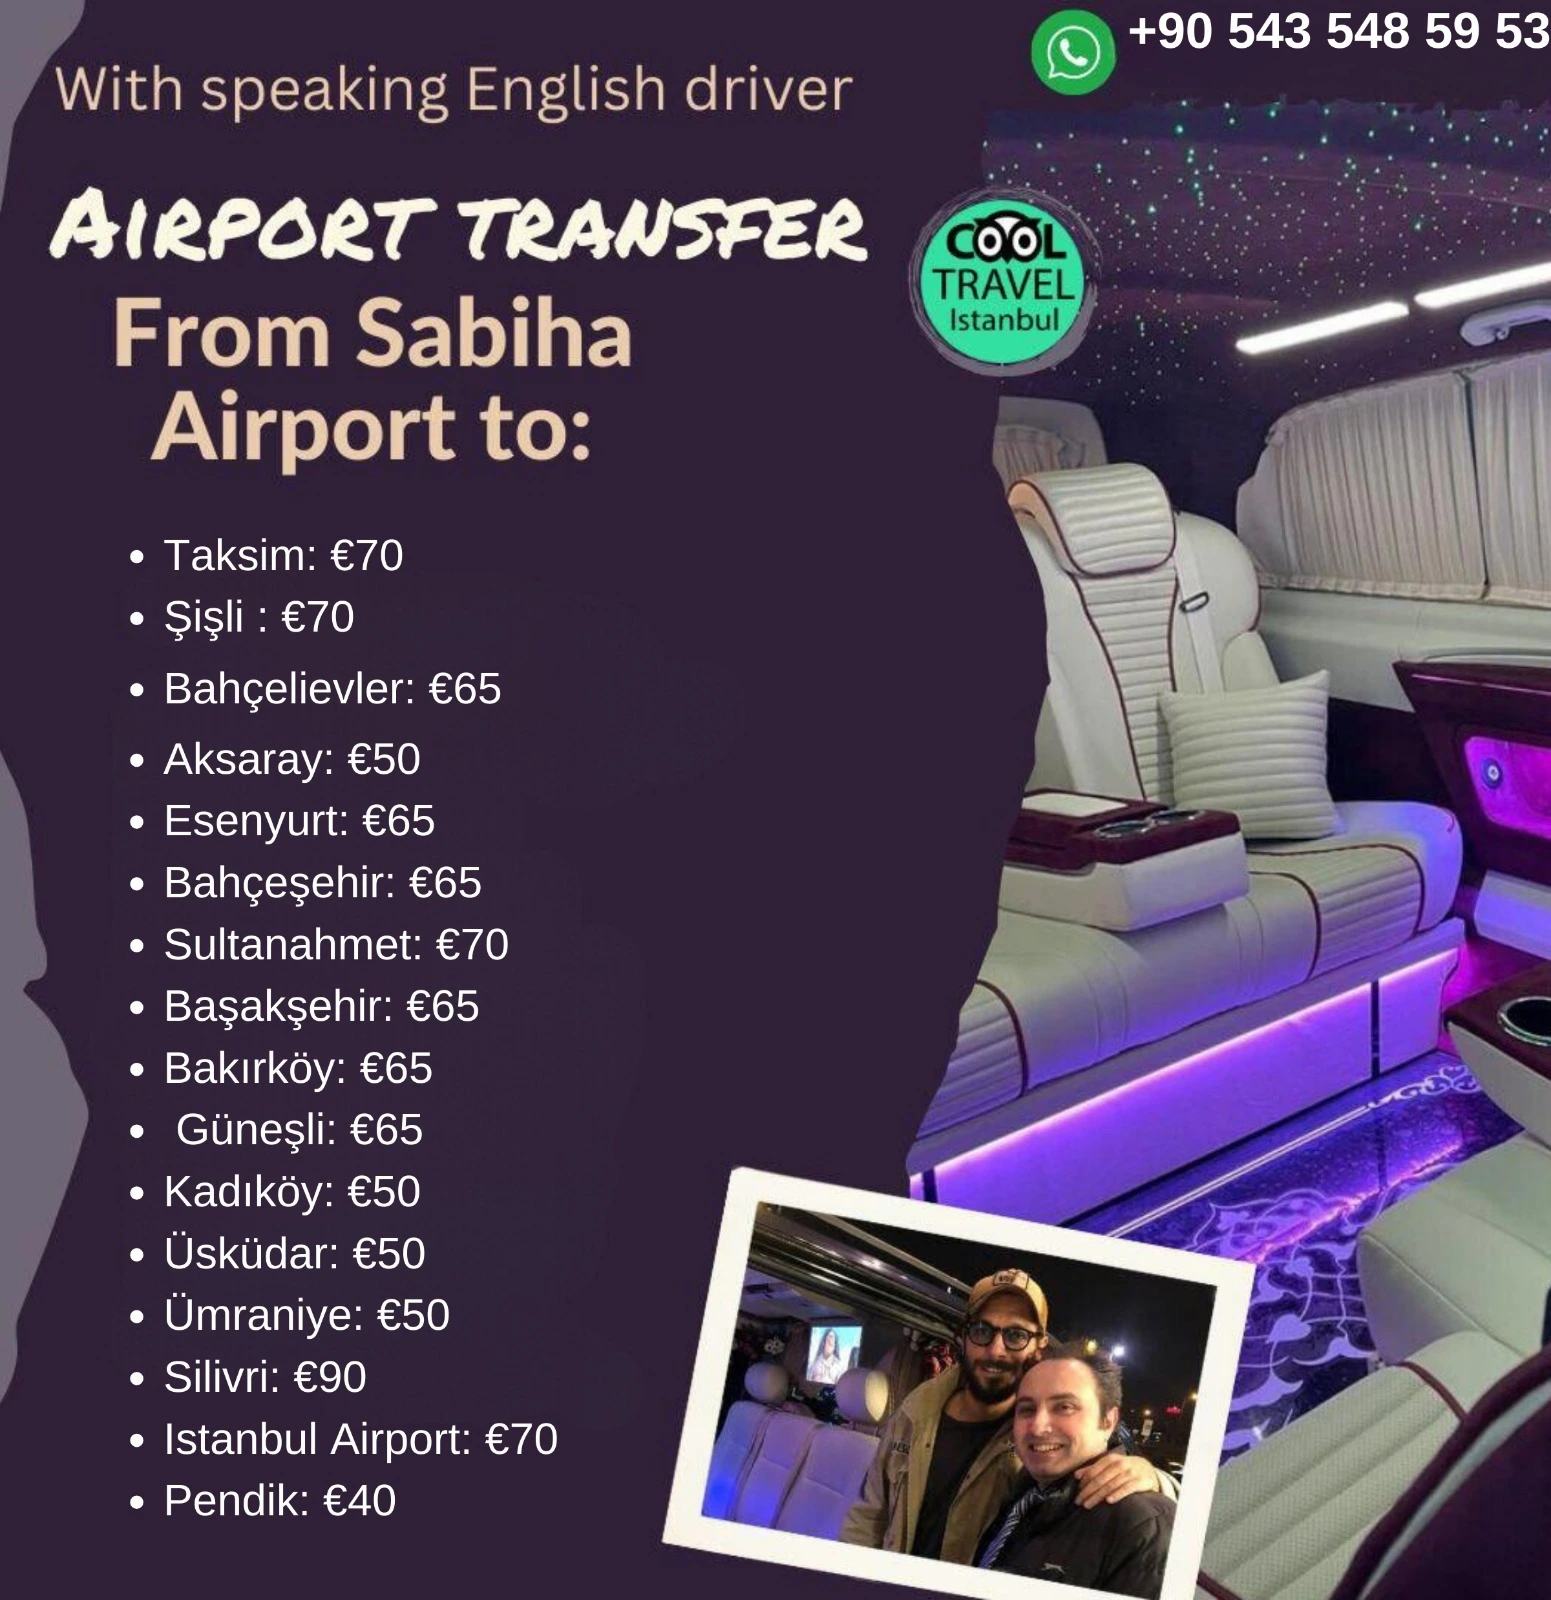 +90 543 548 59 53
With speaking English driver
AIRPORT TRANSFER
From Sabiha
Airport to:
COOL
TRAVEL
Istanbul
• Taksim: €70
• Şişli : €70
• Bahçelievler: €65
• Aksaray: €50
• Esenyurt: €65
• Bahçeşehir: €65
• Sultanahmet: €70
• Başakşehir: €65
• Bakırköy: €65
• Güneşli: €65
• Kadıköy: €50
• Üsküdar: €50
• Ümraniye: €50
• Silivri: €90
• Istanbul Airport: €70
• Pendik: €40